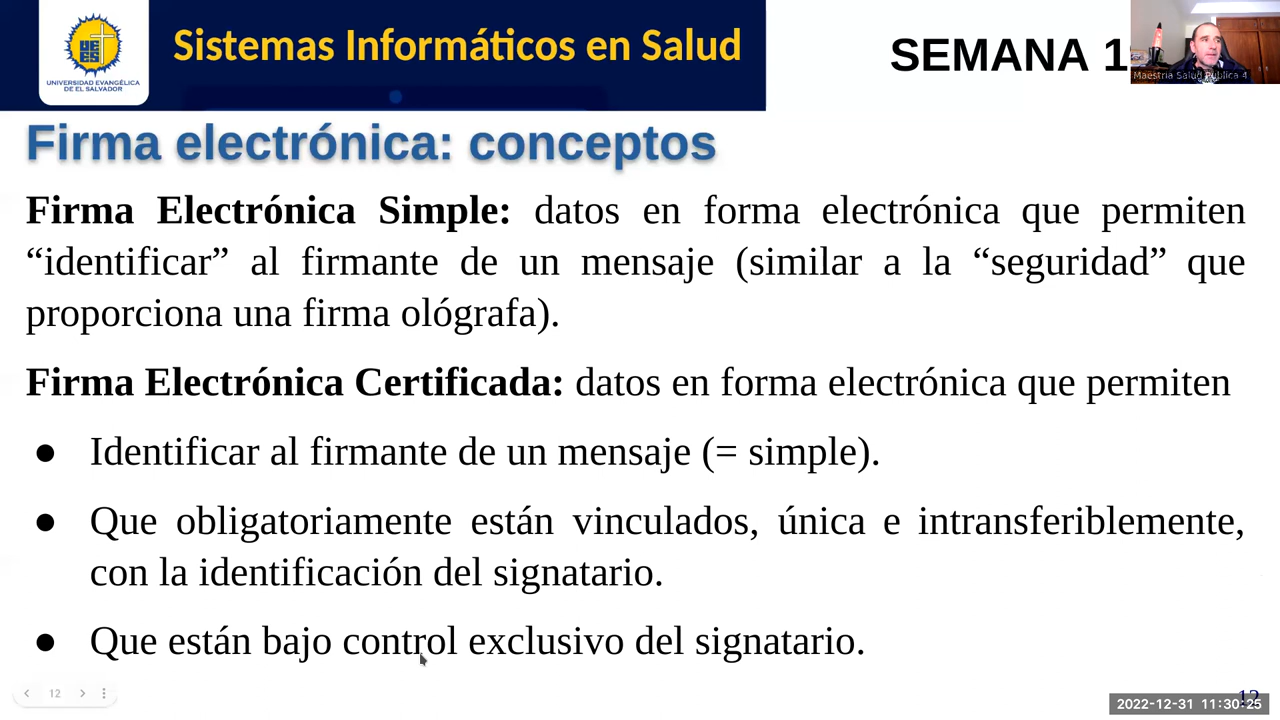 UNIVERSIDAD EVANGÉLICA
DE EL SALVADOR
Sistemas Informáticos en Salud
SEMANA 1
Maestria Salud Publica 4
Firma electrónica: conceptos
Firma Electrónica Simple: datos en forma electrónica que permiten
“identificar” al firmante de un mensaje (similar a la “seguridad” que
proporciona una firma ológrafa).
Firma Electrónica Certificada: datos en forma electrónica que permiten
● Identificar al firmante de un mensaje (= simple).
● Que obligatoriamente están vinculados, única e intransferiblemente,
con la identificación del signatario.
● Que están bajo control exclusivo del signatario.
12
12
2022-12-31 11:30:25